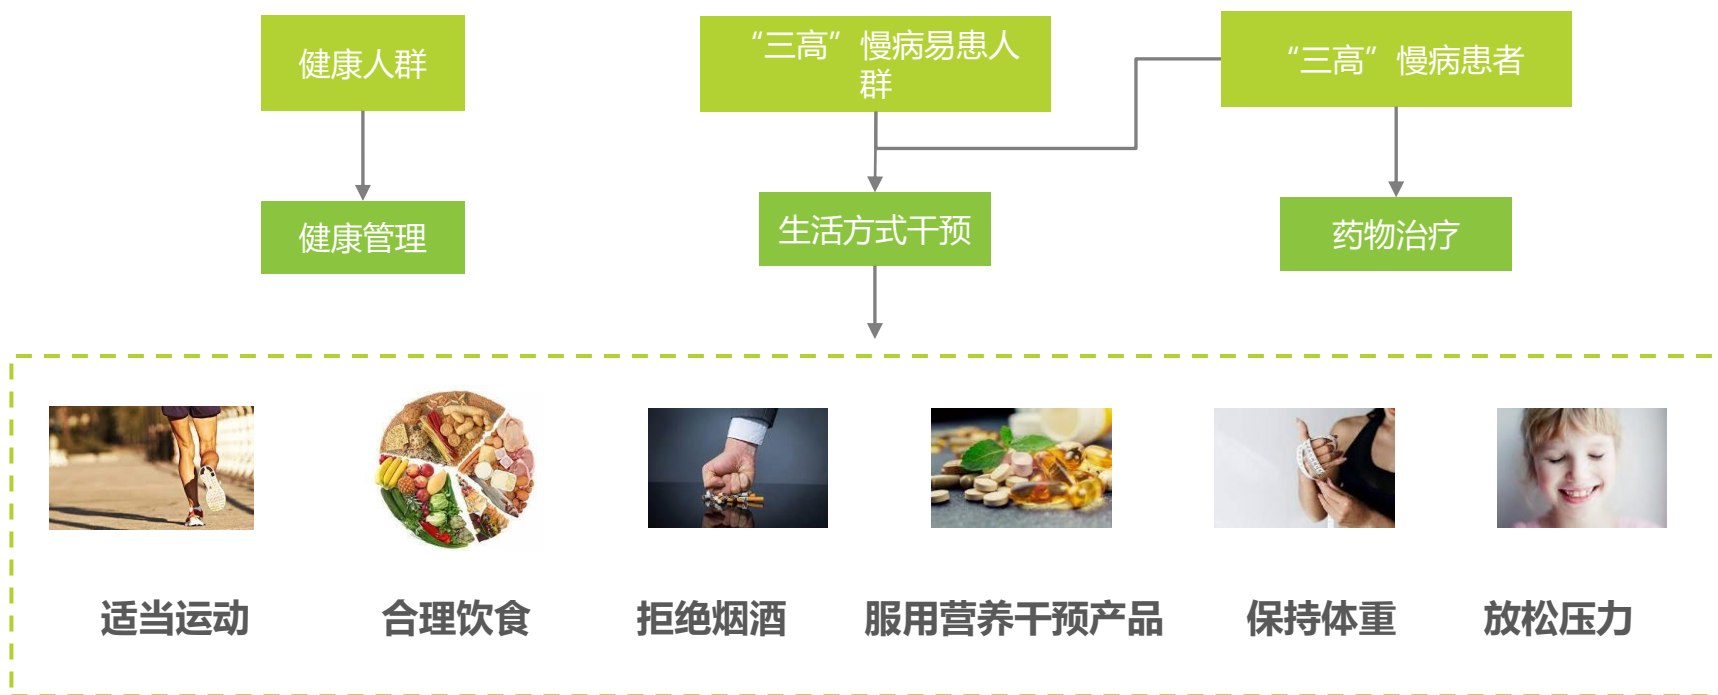 健康人群
“三高”慢病易患人
群
“三高”慢病患者
健康管理
生活方式干预
药物治疗
适当运动
合理饮食
拒绝烟酒
服用营养干预产品
保持体重
放松压力